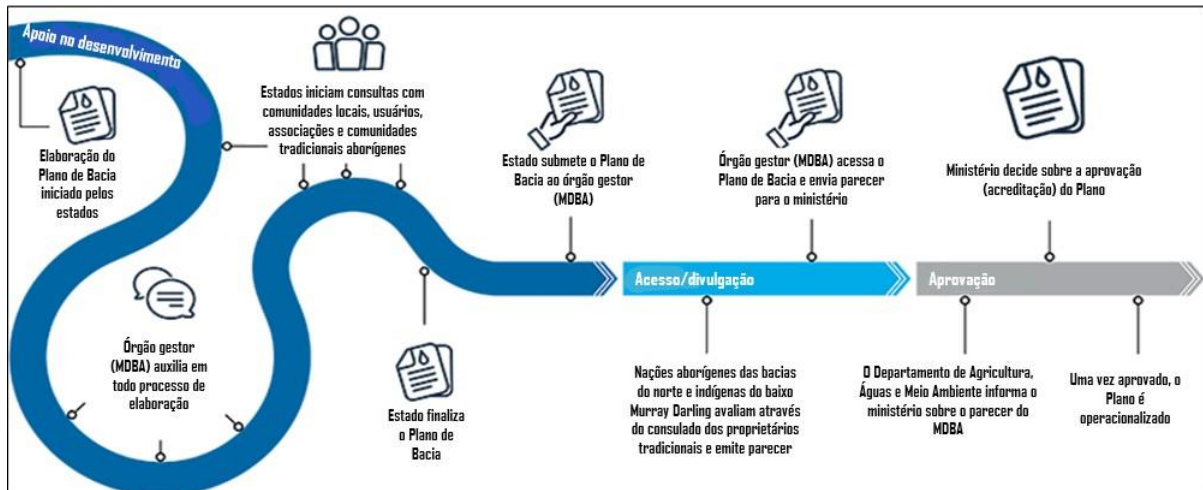 Apoio no desenvolvimento
Elaboração do
Plano de Bacia
iniciado pelos
estados
Órgão gestor
(MDBA) auxilia em
todo processo de
elaboração
Estados iniciam consultas com
comunidades locais, usuários,
associações e comunidades
tradicionais aborígenes
Estado finaliza
o Plano de
Bacia
Estado submete o Plano de
Bacia ao órgão gestor
(MDBA)
Acesso/divulgação
Órgão gestor (MDBA) acessa o
Plano de Bacia e envia parecer
para o ministério
Nações aborígenes das bacias
do norte e indígenas do baixo
Murray Darling avaliam através
do consulado dos proprietários
tradicionais e emite parecer
Aprovação
Ministério decide sobre a aprovação
(acreditação) do Plano
O Departamento de Agricultura,
Águas e Meio Ambiente informa o
ministério sobre o parecer do
MDBA
Uma vez aprovado, o
Plano é
operacionalizado